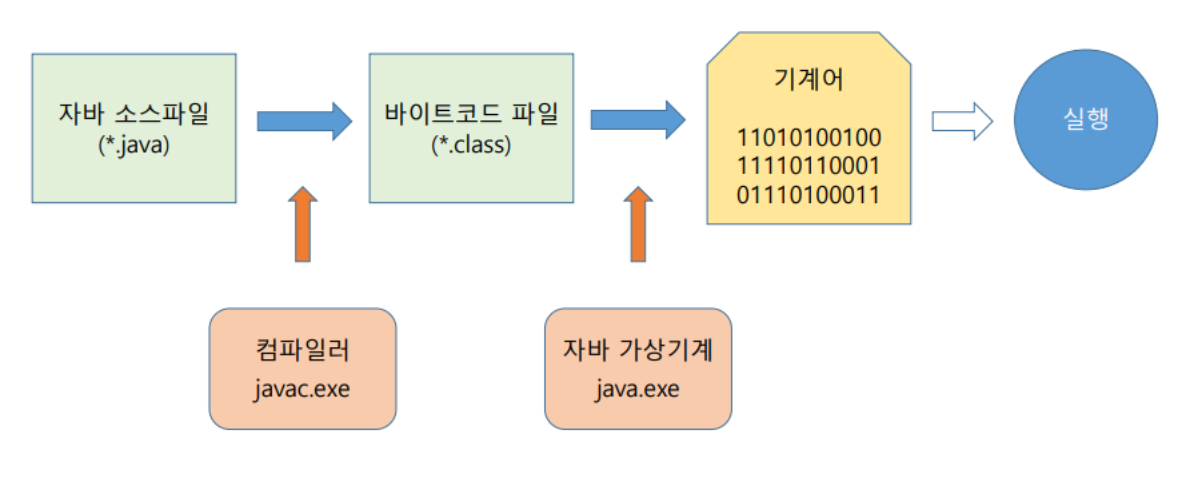 자바 소스파일
(*.java)
바이트코드 파일
(*.class)
기계어
11010100100
11110110001
01110100011
실행
컴파일러
javac.exe
자바 가상기계
java.exe